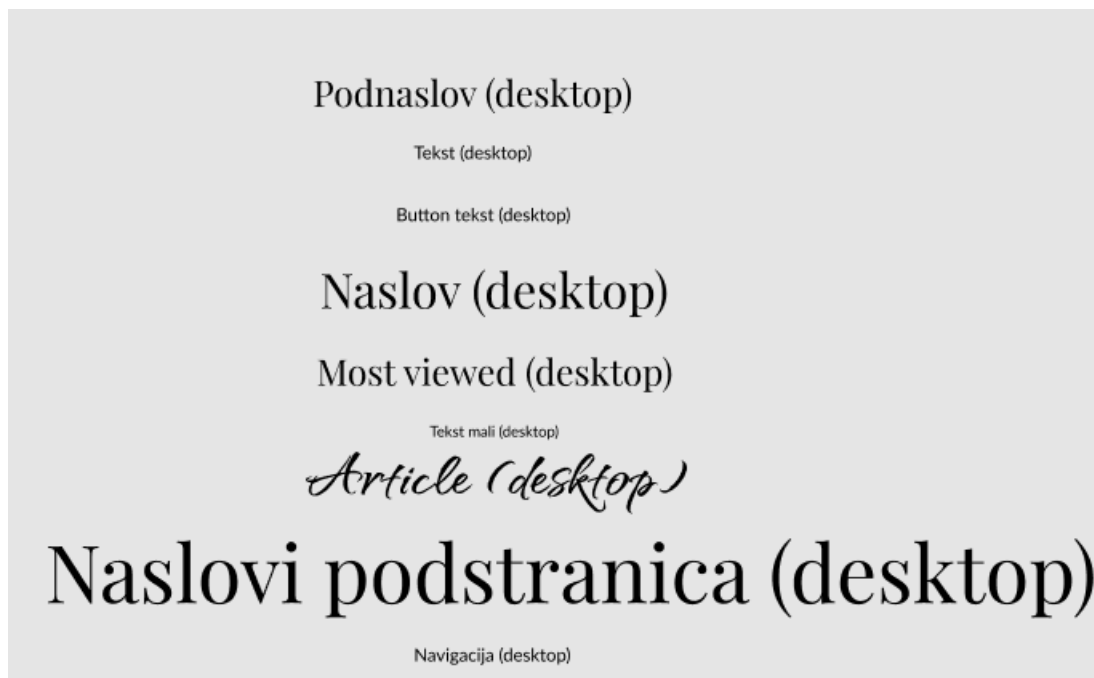 Podnaslov (desktop)
Tekst (desktop)
Button tekst (desktop)
Naslov (desktop)
Most viewed (desktop)
Tekst mali (desktop)
Article (desktop)
Naslovi podstranica (desktop)
Navigacija (desktop)